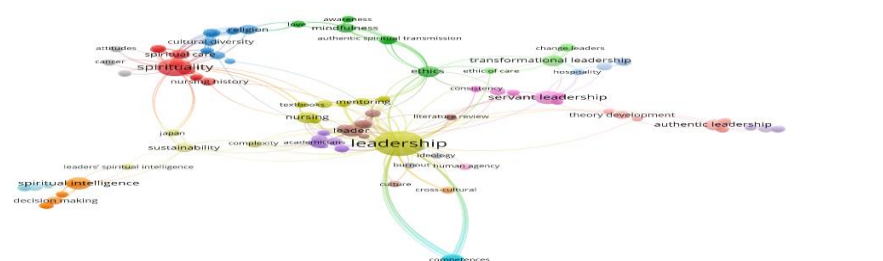 awareness
love
mindfulness
religion
authentic spiritual transmission
cultural diversity
attitudes
change leaders
spiritual care
transformational leadership
cancer
spirituality
ethics
ethic of care
hospitality
nursing history
consistency
servant leadership
textbooks
mentoring
nursing
literature review
theory development
authentic leadership
leader
japan
sustainability
complexity
academician
leadership
ideology
leaders' spiritual intelligence
burnout
human agency
spiritual intelligence
culture
cross-cultural
decision making
competences